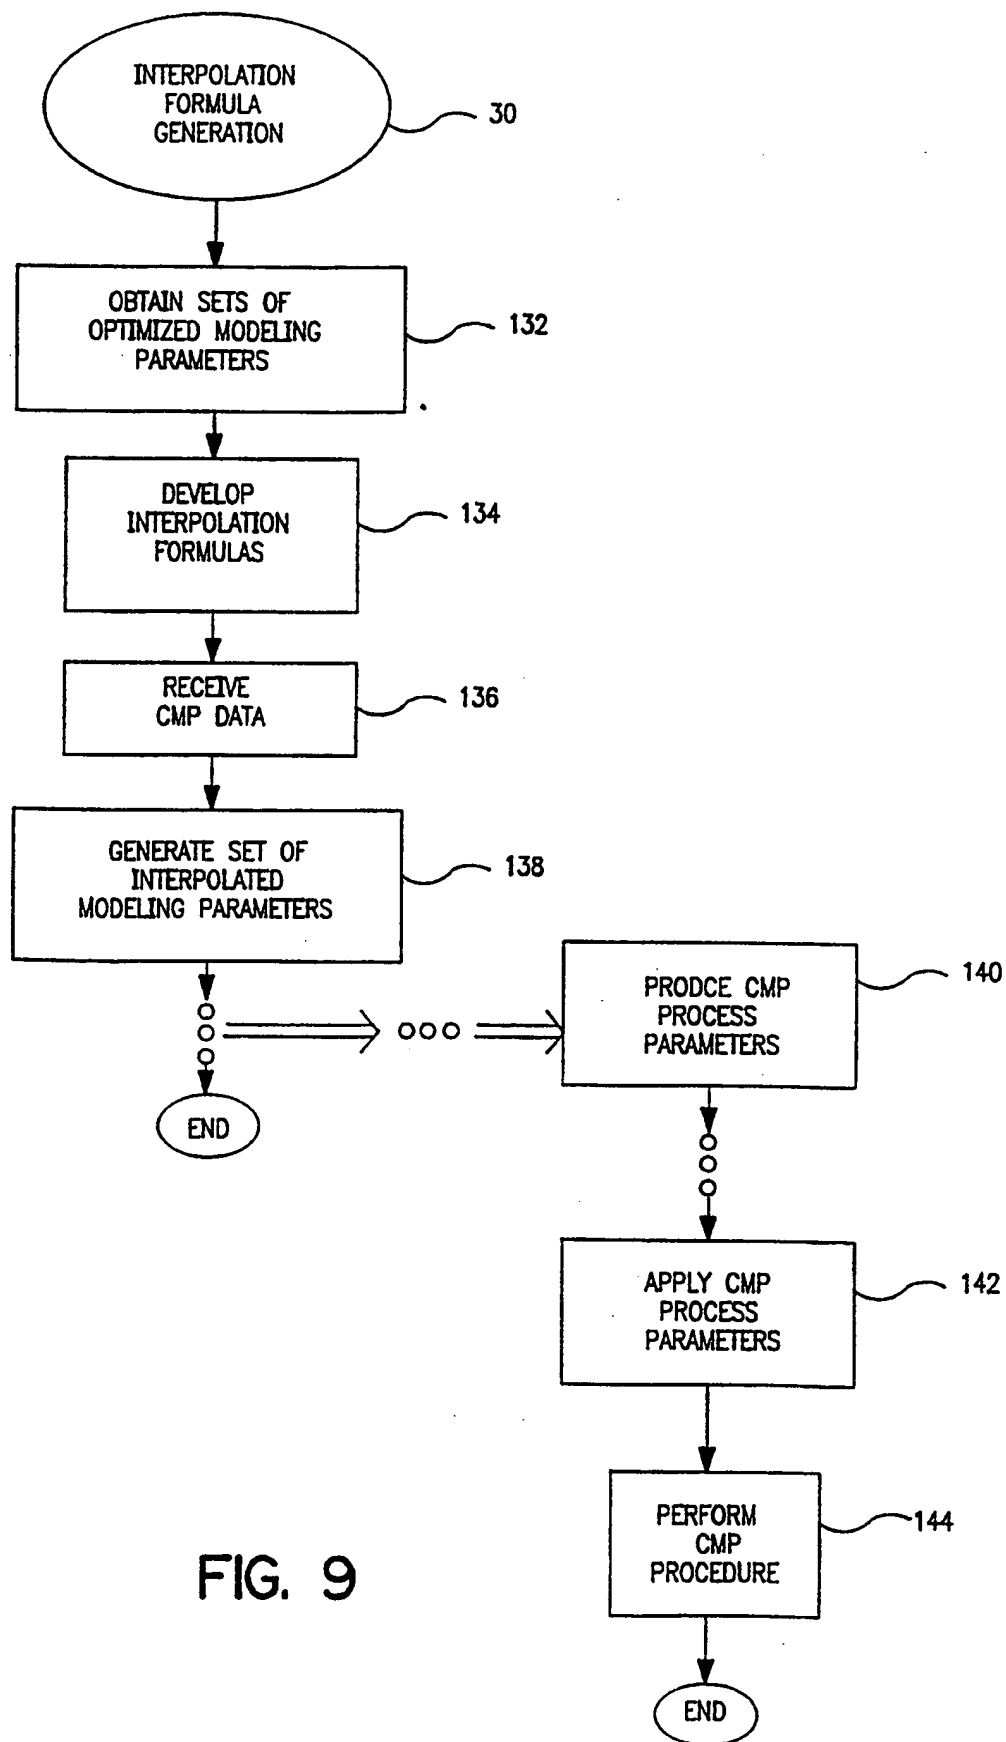 INTERPOLATION
FORMULA
GENERATION
30
OBTAIN SETS OF
OPTIMIZED MODELING
PARAMETERS
132
DEVELOP
INTERPOLATION
FORMULAS
134
RECEIVE
CMP DATA
136
GENERATE SET OF
INTERPOLATED
MODELING PARAMETERS
138
END
PRODCE CMP
PROCESS
PARAMETERS
140
APPLY CMP
PROCESS
PARAMETERS
142
PERFORM
CMP
PROCEDURE
144
END
FIG. 9